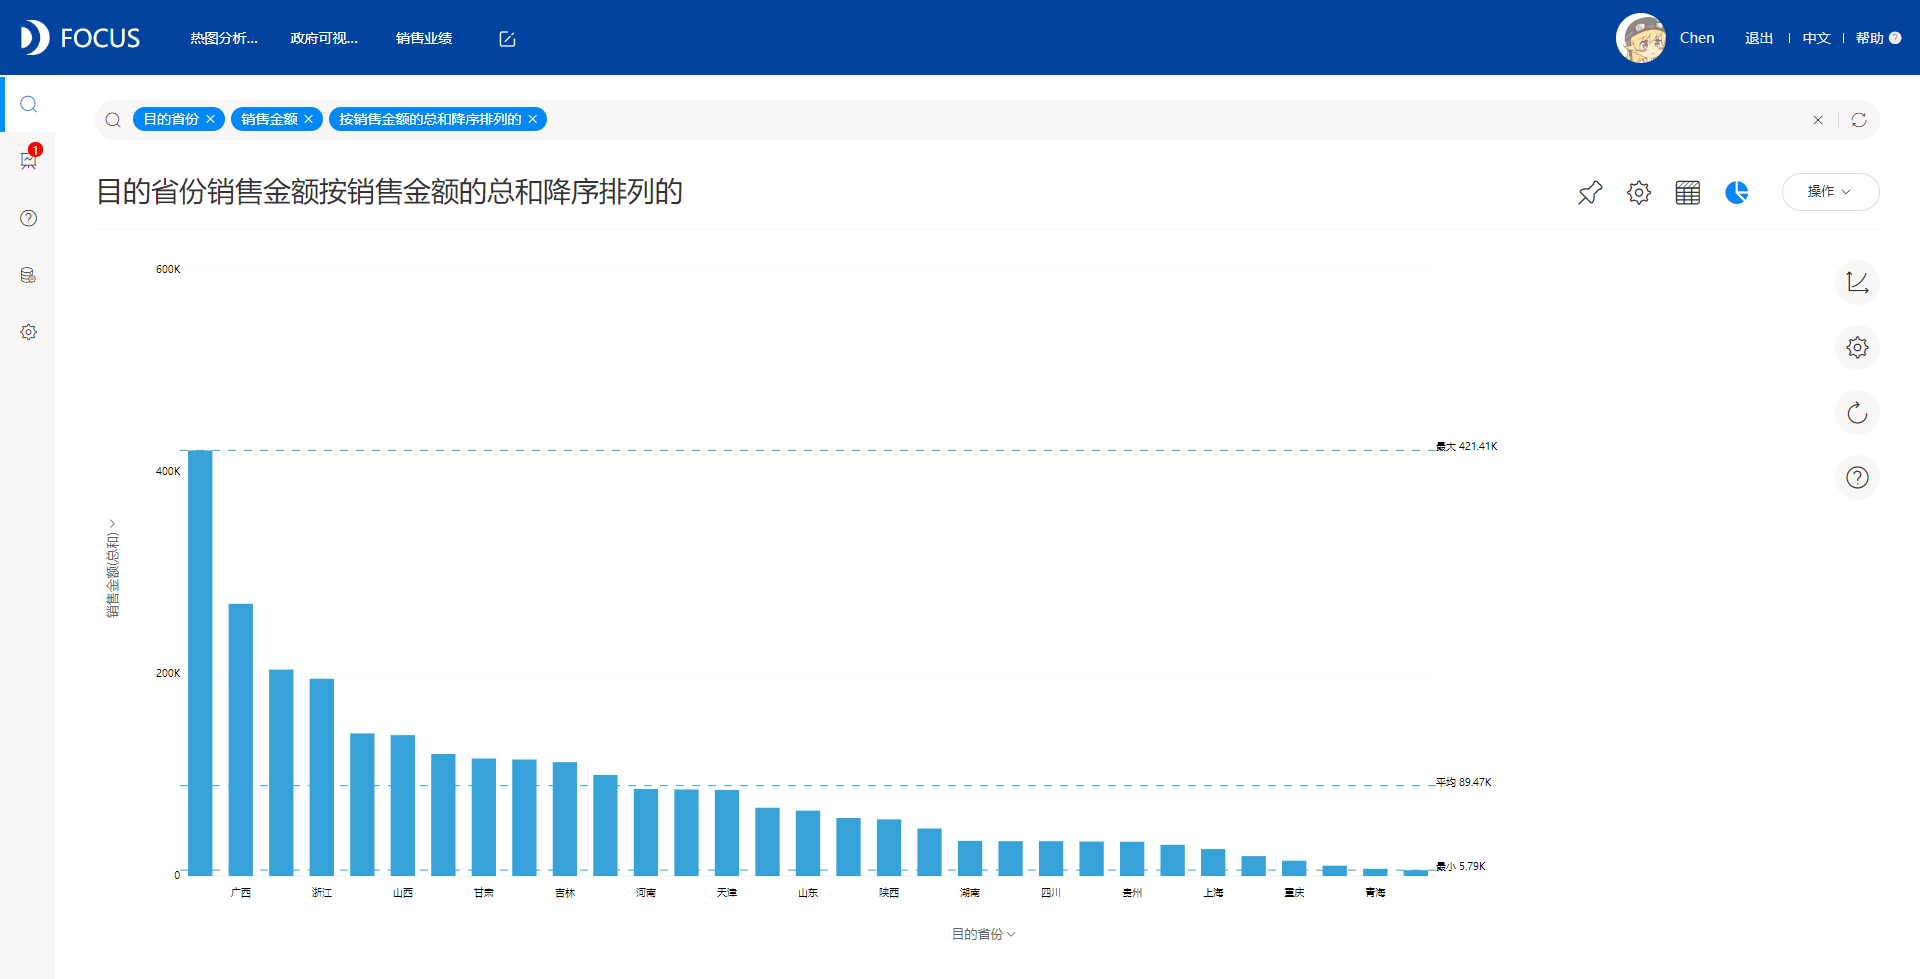 FOCUS 热图分析... 政府可视... 销售业绩 Chen 退出 中文 帮助
目的省份 销售金额 按销售金额的总和降序排列的
1
目的省份销售金额按销售金额的总和降序排列的
操作
600K
最大 421.41K
400K
销售金额(总和)
200K
平均 89.47K
最小 5.79K
0
广西 浙江 山西 甘肃 吉林 河南 天津 山东 陕西 湖南 四川 贵州 上海 重庆 青海
目的省份